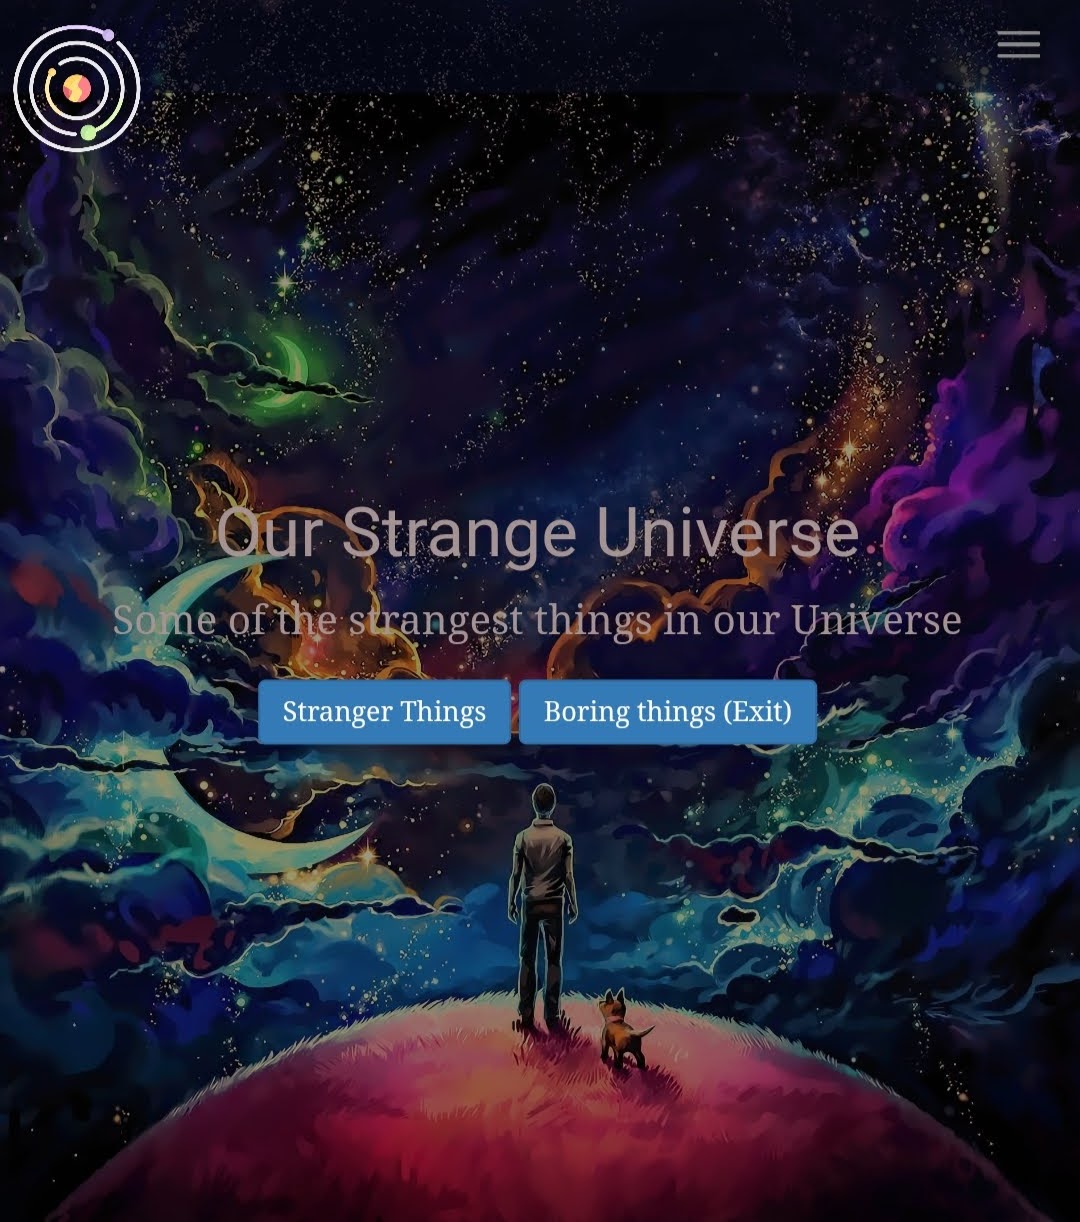 Our Strange Universe
Some of the strangest things in our Universe
Stranger Things
Boring things (Exit)